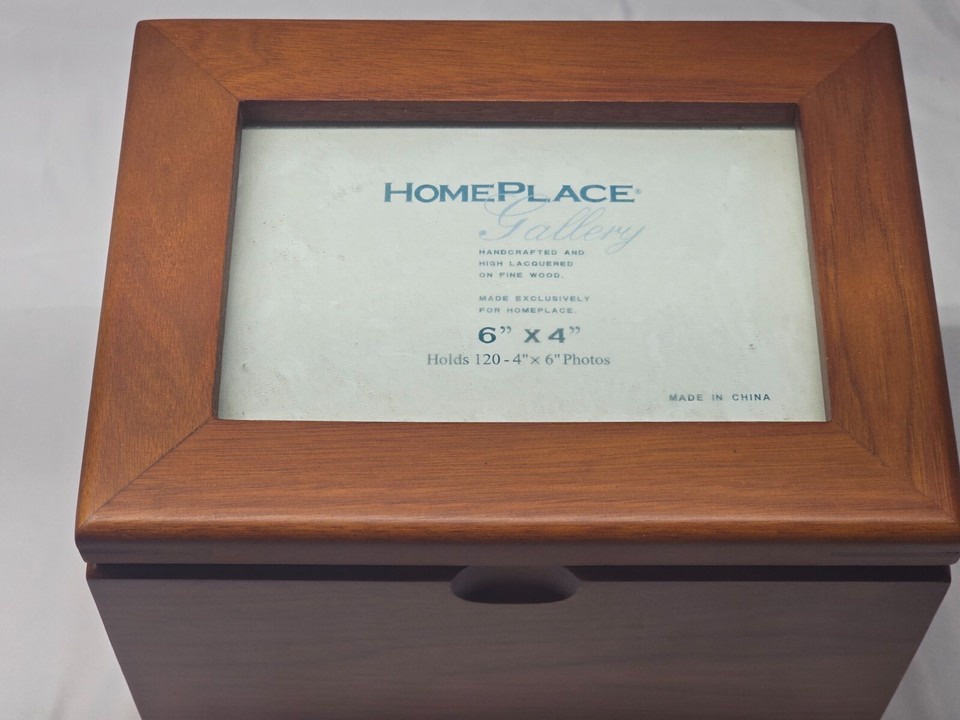 HOMEPLACE®
Gallery
HANDCRAFTED AND
HIGH LACQUERED
ON FINE WOOD.
MADE EXCLUSIVELY
FOR HOMEPLACE.
6” X 4”
Holds 120 - 4"× 6" Photos
MADE IN CHINA